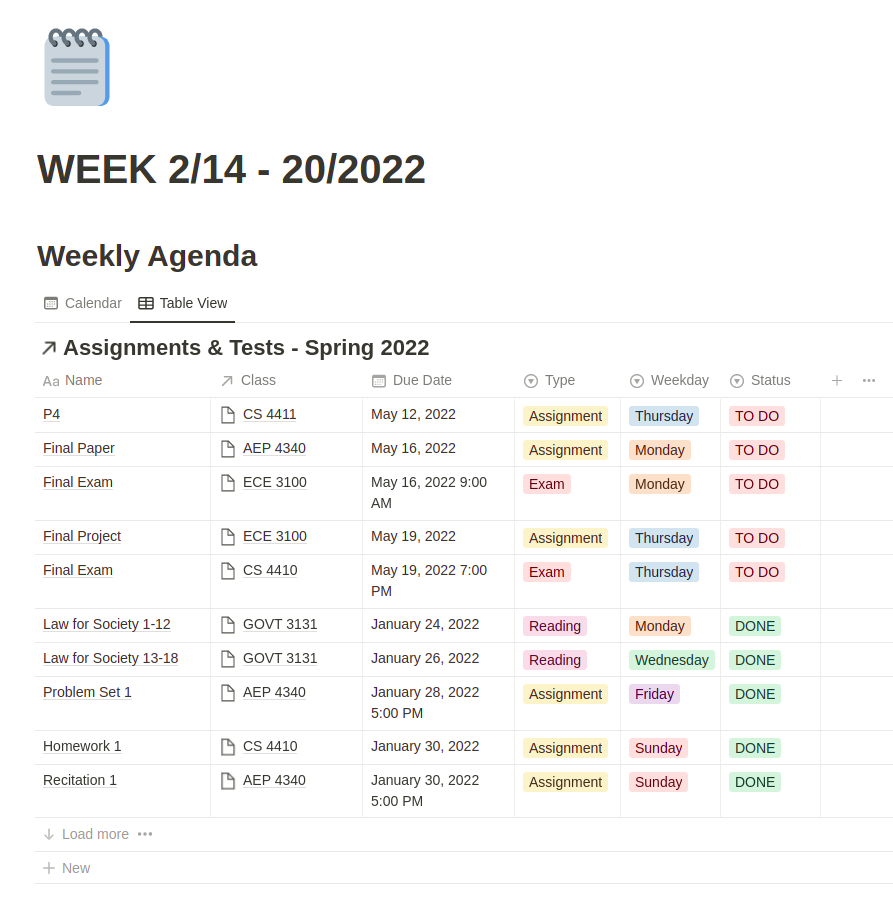 WEEK 2/14 - 20/2022
Weekly Agenda
Calendar Table View
Assignments & Tests - Spring 2022
Aa Name Class Due Date Type Weekday Status
P4 CS 4411 May 12, 2022 Assignment Thursday TO DO
Final Paper AEP 4340 May 16, 2022 Assignment Monday TO DO
Final Exam ECE 3100 May 16, 2022 9:00 Exam Monday TO DO
AM
Final Project ECE 3100 May 19, 2022 Assignment Thursday TO DO
Final Exam CS 4410 May 19, 2022 7:00 Exam Thursday TO DO
PM
Law for Society 1-12 GOVT 3131 January 24, 2022 Reading Monday DONE
Law for Society 13-18 GOVT 3131 January 26, 2022 Reading Wednesday DONE
Problem Set 1 AEP 4340 January 28, 2022 Assignment Friday DONE
5:00 PM
Homework 1 CS 4410 January 30, 2022 Assignment Sunday DONE
Recitation 1 AEP 4340 January 30, 2022 Assignment Sunday DONE
5:00 PM
Load more
New